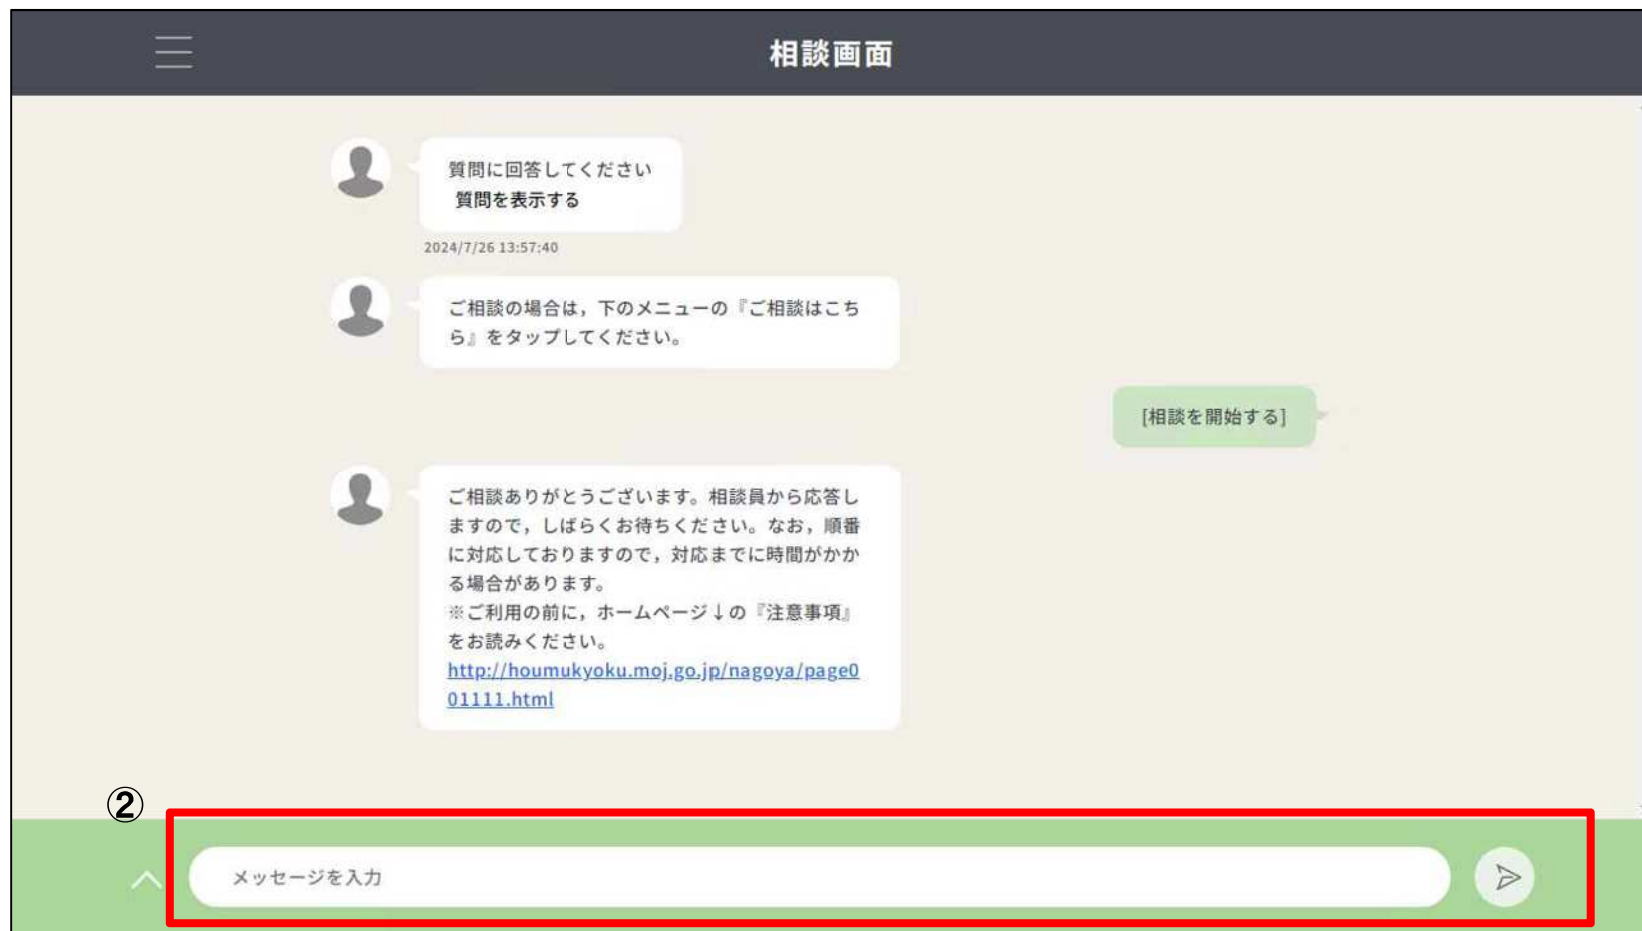 相談画面
質問に回答してください
質問を表示する
2024/7/26 13:57:40
ご相談の場合は，下のメニューの『ご相談はこち
ら』をタップしてください。
[相談を開始する]
ご相談ありがとうございます。相談員から応答し
ますので，しばらくお待ちください。なお，順番
に対応しておりますので，対応までに時間がかか
る場合があります。
※ご利用の前に，ホームページ↓の『注意事項』
をお読みください。
http://houmukyoku.moj.go.jp/nagoya/page0
01111.html
②
メッセージを入力